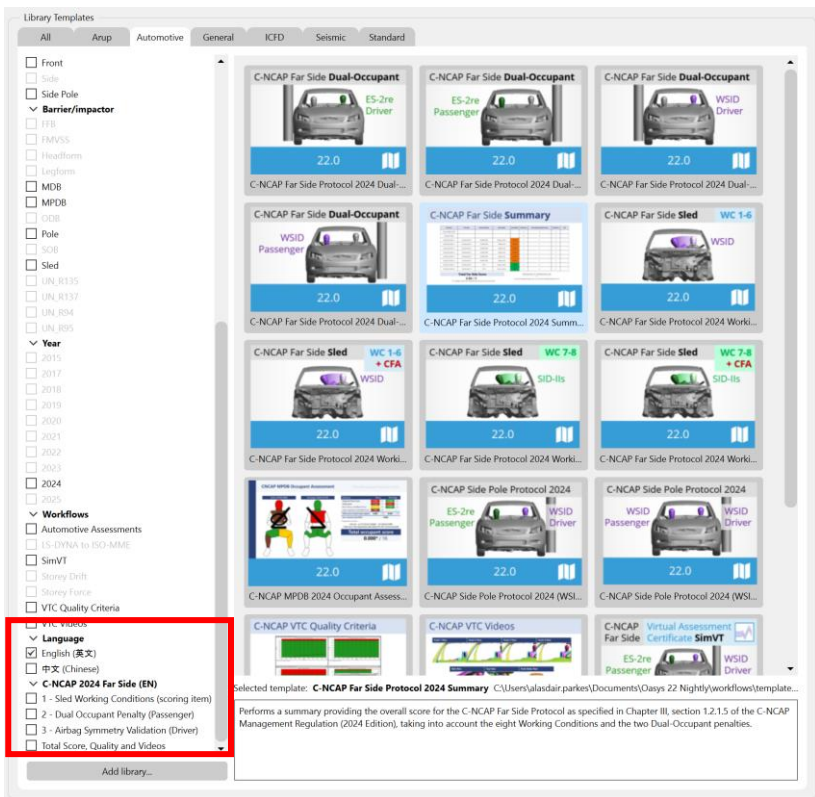 Library Templates
All Arup Automotive General ICFD Seismic Standard
Front
Side
Side Pole
Barrier/impactor
FFB
FMVSS
Headform
Legform
MDB
MPDB
ODB
Pole
SOB
Sled
UN_R135
UN_R137
UN_R94
UN_R95
Year
2015
2017
2018
2019
2020
2021
2022
2023
2024
2025
Workflows
Automotive Assessments
LS-DYNA to ISO-MME
SimVT
Storey Drift
Storey Force
VTC Quality Criteria
VTC Videos
Language
English (英文)
中文 (Chinese)
C-NCAP 2024 Far Side (EN)
1 - Sled Working Conditions (scoring item)
2 - Dual Occupant Penalty (Passenger)
3 - Airbag Symmetry Validation (Driver)
Total Score, Quality and Videos
Add library...
C-NCAP Far Side Dual-Occupant
ES-2re
Driver
22.0
C-NCAP Far Side Protocol 2024 Dual-...
C-NCAP Far Side Dual-Occupant
ES-2re
Passenger
22.0
C-NCAP Far Side Protocol 2024 Dual-...
C-NCAP Far Side Dual-Occupant
WSID
Driver
22.0
C-NCAP Far Side Protocol 2024 Dual-...
C-NCAP Far Side Dual-Occupant
WSID
Passenger
22.0
C-NCAP Far Side Protocol 2024 Dual-...
C-NCAP Far Side Summary
22.0
C-NCAP Far Side Protocol 2024 Summ...
C-NCAP Far Side Sled WC 1-6
WSID
22.0
C-NCAP Far Side Protocol 2024 Worki...
C-NCAP Far Side Sled WC 1-6
+ CFA
WSID
22.0
C-NCAP Far Side Protocol 2024 Worki...
C-NCAP Far Side Sled WC 7-8
SID-IIs
22.0
C-NCAP Far Side Protocol 2024 Worki...
C-NCAP Far Side Sled WC 7-8
+ CFA
SID-IIs
22.0
C-NCAP Far Side Protocol 2024 Worki...
CNCAP MPDB Occupant Assessment
Total occupant score
22.0
C-NCAP MPDB 2024 Occupant Assess...
C-NCAP Side Pole Protocol 2024
ES-2re
Passenger
WSID
Driver
22.0
C-NCAP Side Pole Protocol 2024 (WSI...
C-NCAP Side Pole Protocol 2024
WSID
Passenger
WSID
Driver
22.0
C-NCAP Side Pole Protocol 2024 (WSI...
C-NCAP VTC Quality Criteria
C-NCAP VTC Videos
C-NCAP Virtual Assessment
Far Side Certificate SimVT
ES-2re
Passenger
WSID
Driver
Selected template: C-NCAP Far Side Protocol 2024 Summary C:\Users\alasdair.parkes\Documents\Oasys 22 Nightly\workflows\template...
Performs a summary providing the overall score for the C-NCAP Far Side Protocol as specified in Chapter III, section 1.2.1.5 of the C-NCAP
Management Regulation (2024 Edition), taking into account the eight Working Conditions and the two Dual-Occupant penalties.